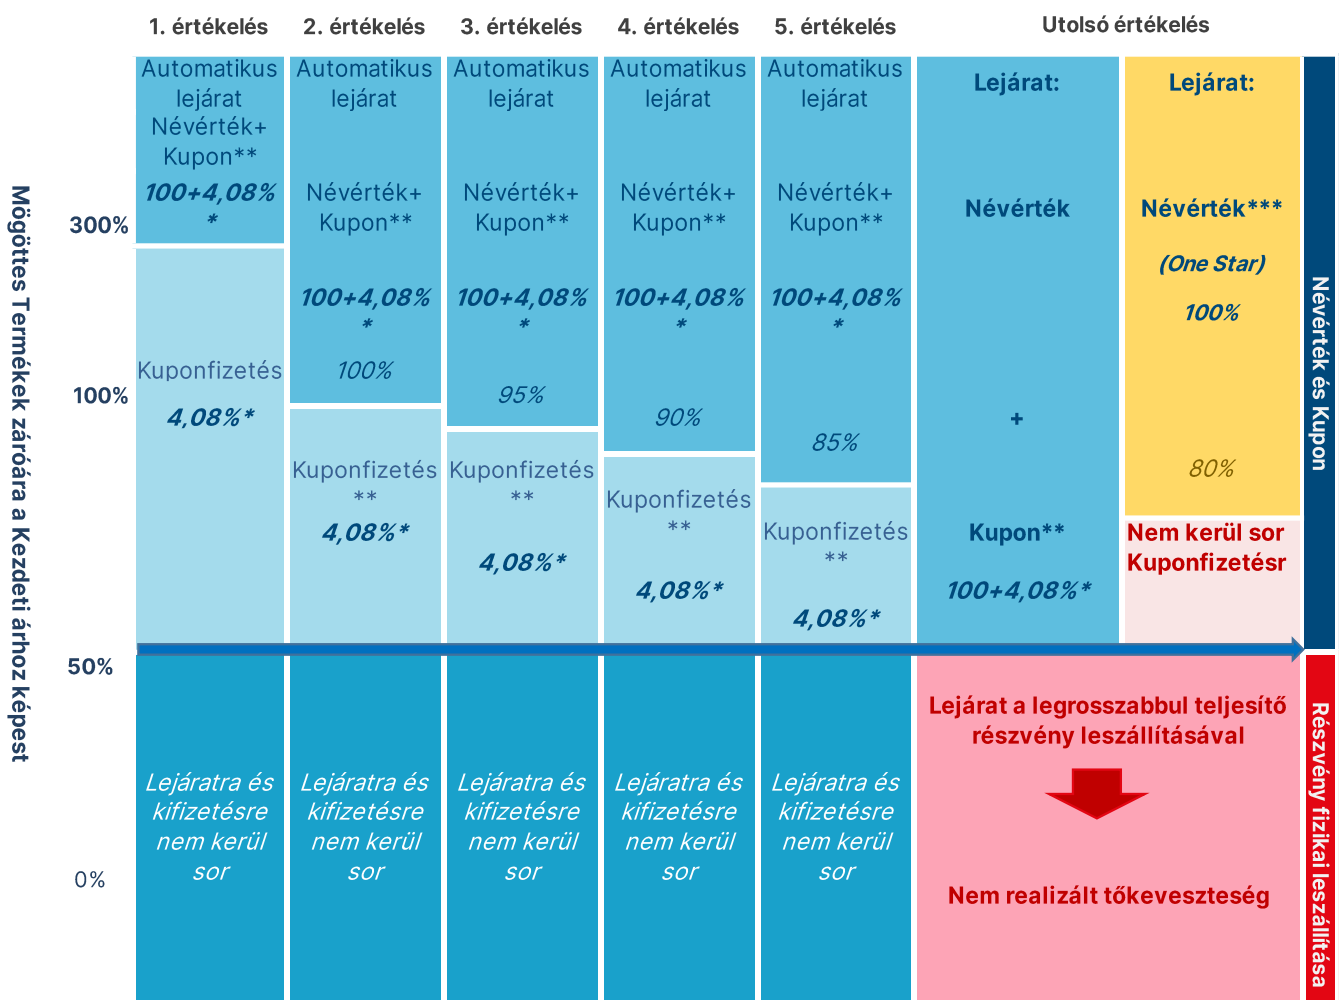 1. értékelés
2. értékelés
3. értékelés
4. értékelés
5. értékelés
Utolsó értékelés
Mögöttes Termékek záróára a Kezdeti árhoz képest
300%
100%
50%
0%
Automatikus
lejárat
Névérték+
Kupon**
100+4,08%
*
Kuponfizetés
4,08%*
Lejáratra és
kifizetésre
nem kerül
sor
Automatikus
lejárat
Névérték+
Kupon**
100+4,08%
*
100%
Kuponfizetés
**
4,08%*
Lejáratra és
kifizetésre
nem kerül
sor
Automatikus
lejárat
Névérték+
Kupon**
100+4,08%
*
95%
Kuponfizetés
**
4,08%*
Lejáratra és
kifizetésre
nem kerül
sor
Automatikus
lejárat
Névérték+
Kupon**
100+4,08%
*
90%
Kuponfizetés
**
4,08%*
Lejáratra és
kifizetésre
nem kerül
sor
Automatikus
lejárat
Névérték+
Kupon**
100+4,08%
*
85%
Kuponfizetés
**
4,08%*
Lejáratra és
kifizetésre
nem kerül
sor
Lejárat:
Névérték
+
Kupon**
100+4,08%*
Lejárat:
Névérték***
(One Star)
100%
80%
Nem kerül sor
Kuponfizetésr
Lejárat a legrosszabbul teljesítő
részvény leszállításával
Nem realizált tőkeveszteség
Névérték és Kupon
Részvény fizikai leszállítása